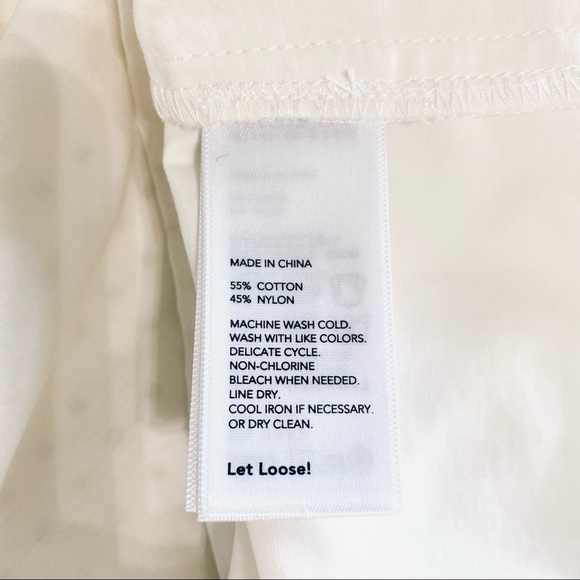 MADE IN CHINA
55% COTTON
45% NYLON
MACHINE WASH COLD.
WASH WITH LIKE COLORS.
DELICATE CYCLE.
NON-CHLORINE
BLEACH WHEN NEEDED.
LINE DRY.
COOL IRON IF NECESSARY.
OR DRY CLEAN.
Let Loose!